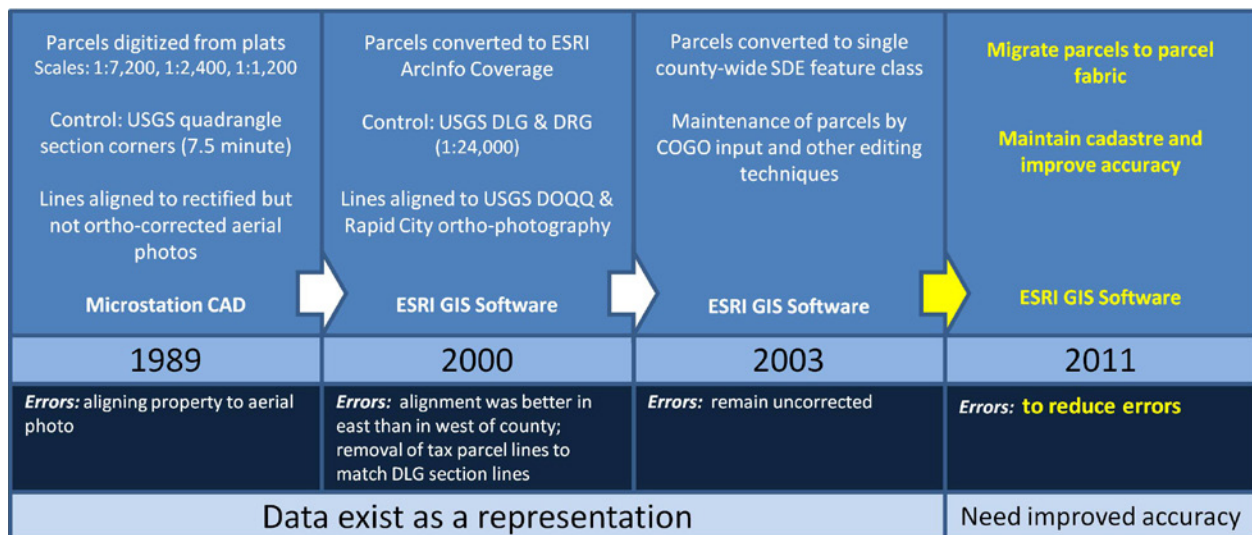 Parcels digitized from plats
Scales: 1:7,200, 1:2,400, 1:1,200
Control: USGS quadrangle
section corners (7.5 minute)
Lines aligned to rectified but
not ortho-corrected aerial
photos
Microstation CAD
Parcels converted to ESRI
ArcInfo Coverage
Control: USGS DLG & DRG
(1:24,000)
Lines aligned to USGS DOQQ &
Rapid City ortho-photography
ESRI GIS Software
Parcels converted to single
county-wide SDE feature class
Maintenance of parcels by
COGO input and other editing
techniques
ESRI GIS Software
Migrate parcels to parcel
fabric
Maintain cadastre and
improve accuracy
ESRI GIS Software
1989
2000
2003
2011
Errors: aligning property to aerial
photo
Errors: alignment was better in
east than in west of county;
removal of tax parcel lines to
match DLG section lines
Errors: remain uncorrected
Errors: to reduce errors
Data exist as a representation
Need improved accuracy